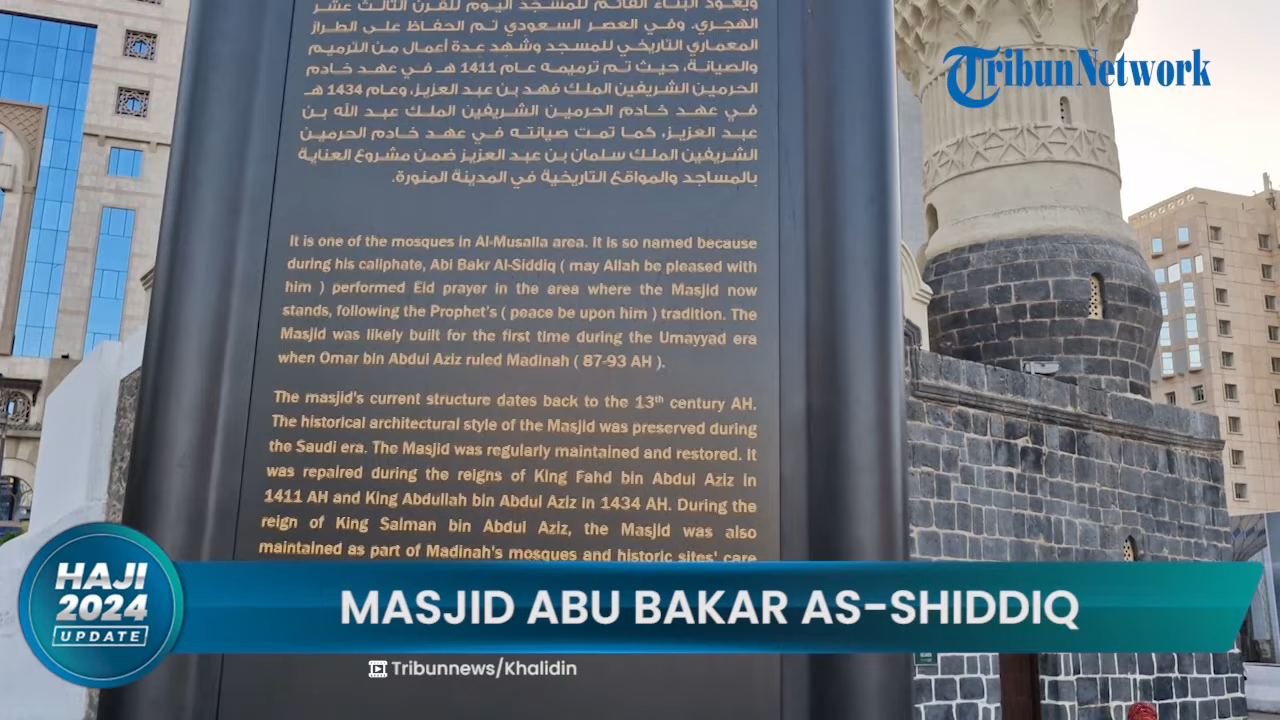 ويعود البناء القائم للمسجد اليوم للقرن الثالث عشر
الهجري. وفي العصر السعودي تم الحفاظ على الطراز
المعماري التاريخي للمسجد وشهد عدة أعمال من الترميم
والصيانة، حيث تم ترميمه عام 1411 هـ في عهد خادم
الحرمين الشريفين الملك فهد بن عبد العزيز، وعام 1434 هـ
في عهد خادم الحرمين الشريفين الملك عبد الله بن
عبد العزيز، كما تمت صيانته في عهد خادم الحرمين
الشريفين الملك سلمان بن عبد العزيز ضمن مشروع العناية
بالمساجد والمواقع التاريخية في المدينة المنورة.
TribunNetwork
It is one of the mosques in Al-Musalla area. It is so named because
during his caliphate, Abi Bakr Al-Siddiq ( may Allah be pleased with
him ) performed Eid prayer in the area where the Masjid now
stands, following the Prophet's ( peace be upon him ) tradition. The
Masjid was likely built for the first time during the Umayyad era
when Omar bin Abdul Aziz ruled Madinah ( 87-93 AH ).
The masjid's current structure dates back to the 13th century AH.
The historical architectural style of the Masjid was preserved during
the Saudi era. The Masjid was regularly maintained and restored. It
was repaired during the reigns of King Fahd bin Abdul Aziz in
1411 AH and King Abdullah bin Abdul Aziz in 1434 AH. During the
reign of King Salman bin Abdul Aziz, the Masjid was also
maintained as part of Madinah's mosques and historic sites' care
HAJI
2024
UPDATE
MASJID ABU BAKAR AS-SHIDDIQ
Tribunnews/Khalidin